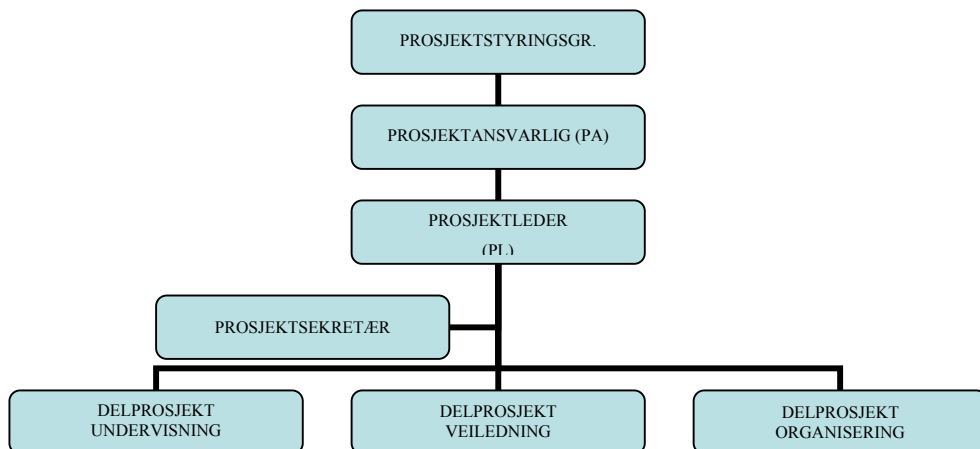 PROSJEKTSTYRINGSGR.
PROSJEKTANSVARLIG (PA)
PROSJEKTLEDER
(PL)
PROSJEKTSEKRETÆR
DELPROSJEKT
UNDERVISNING
DELPROSJEKT
VEILEDNING
DELPROSJEKT
ORGANISERING